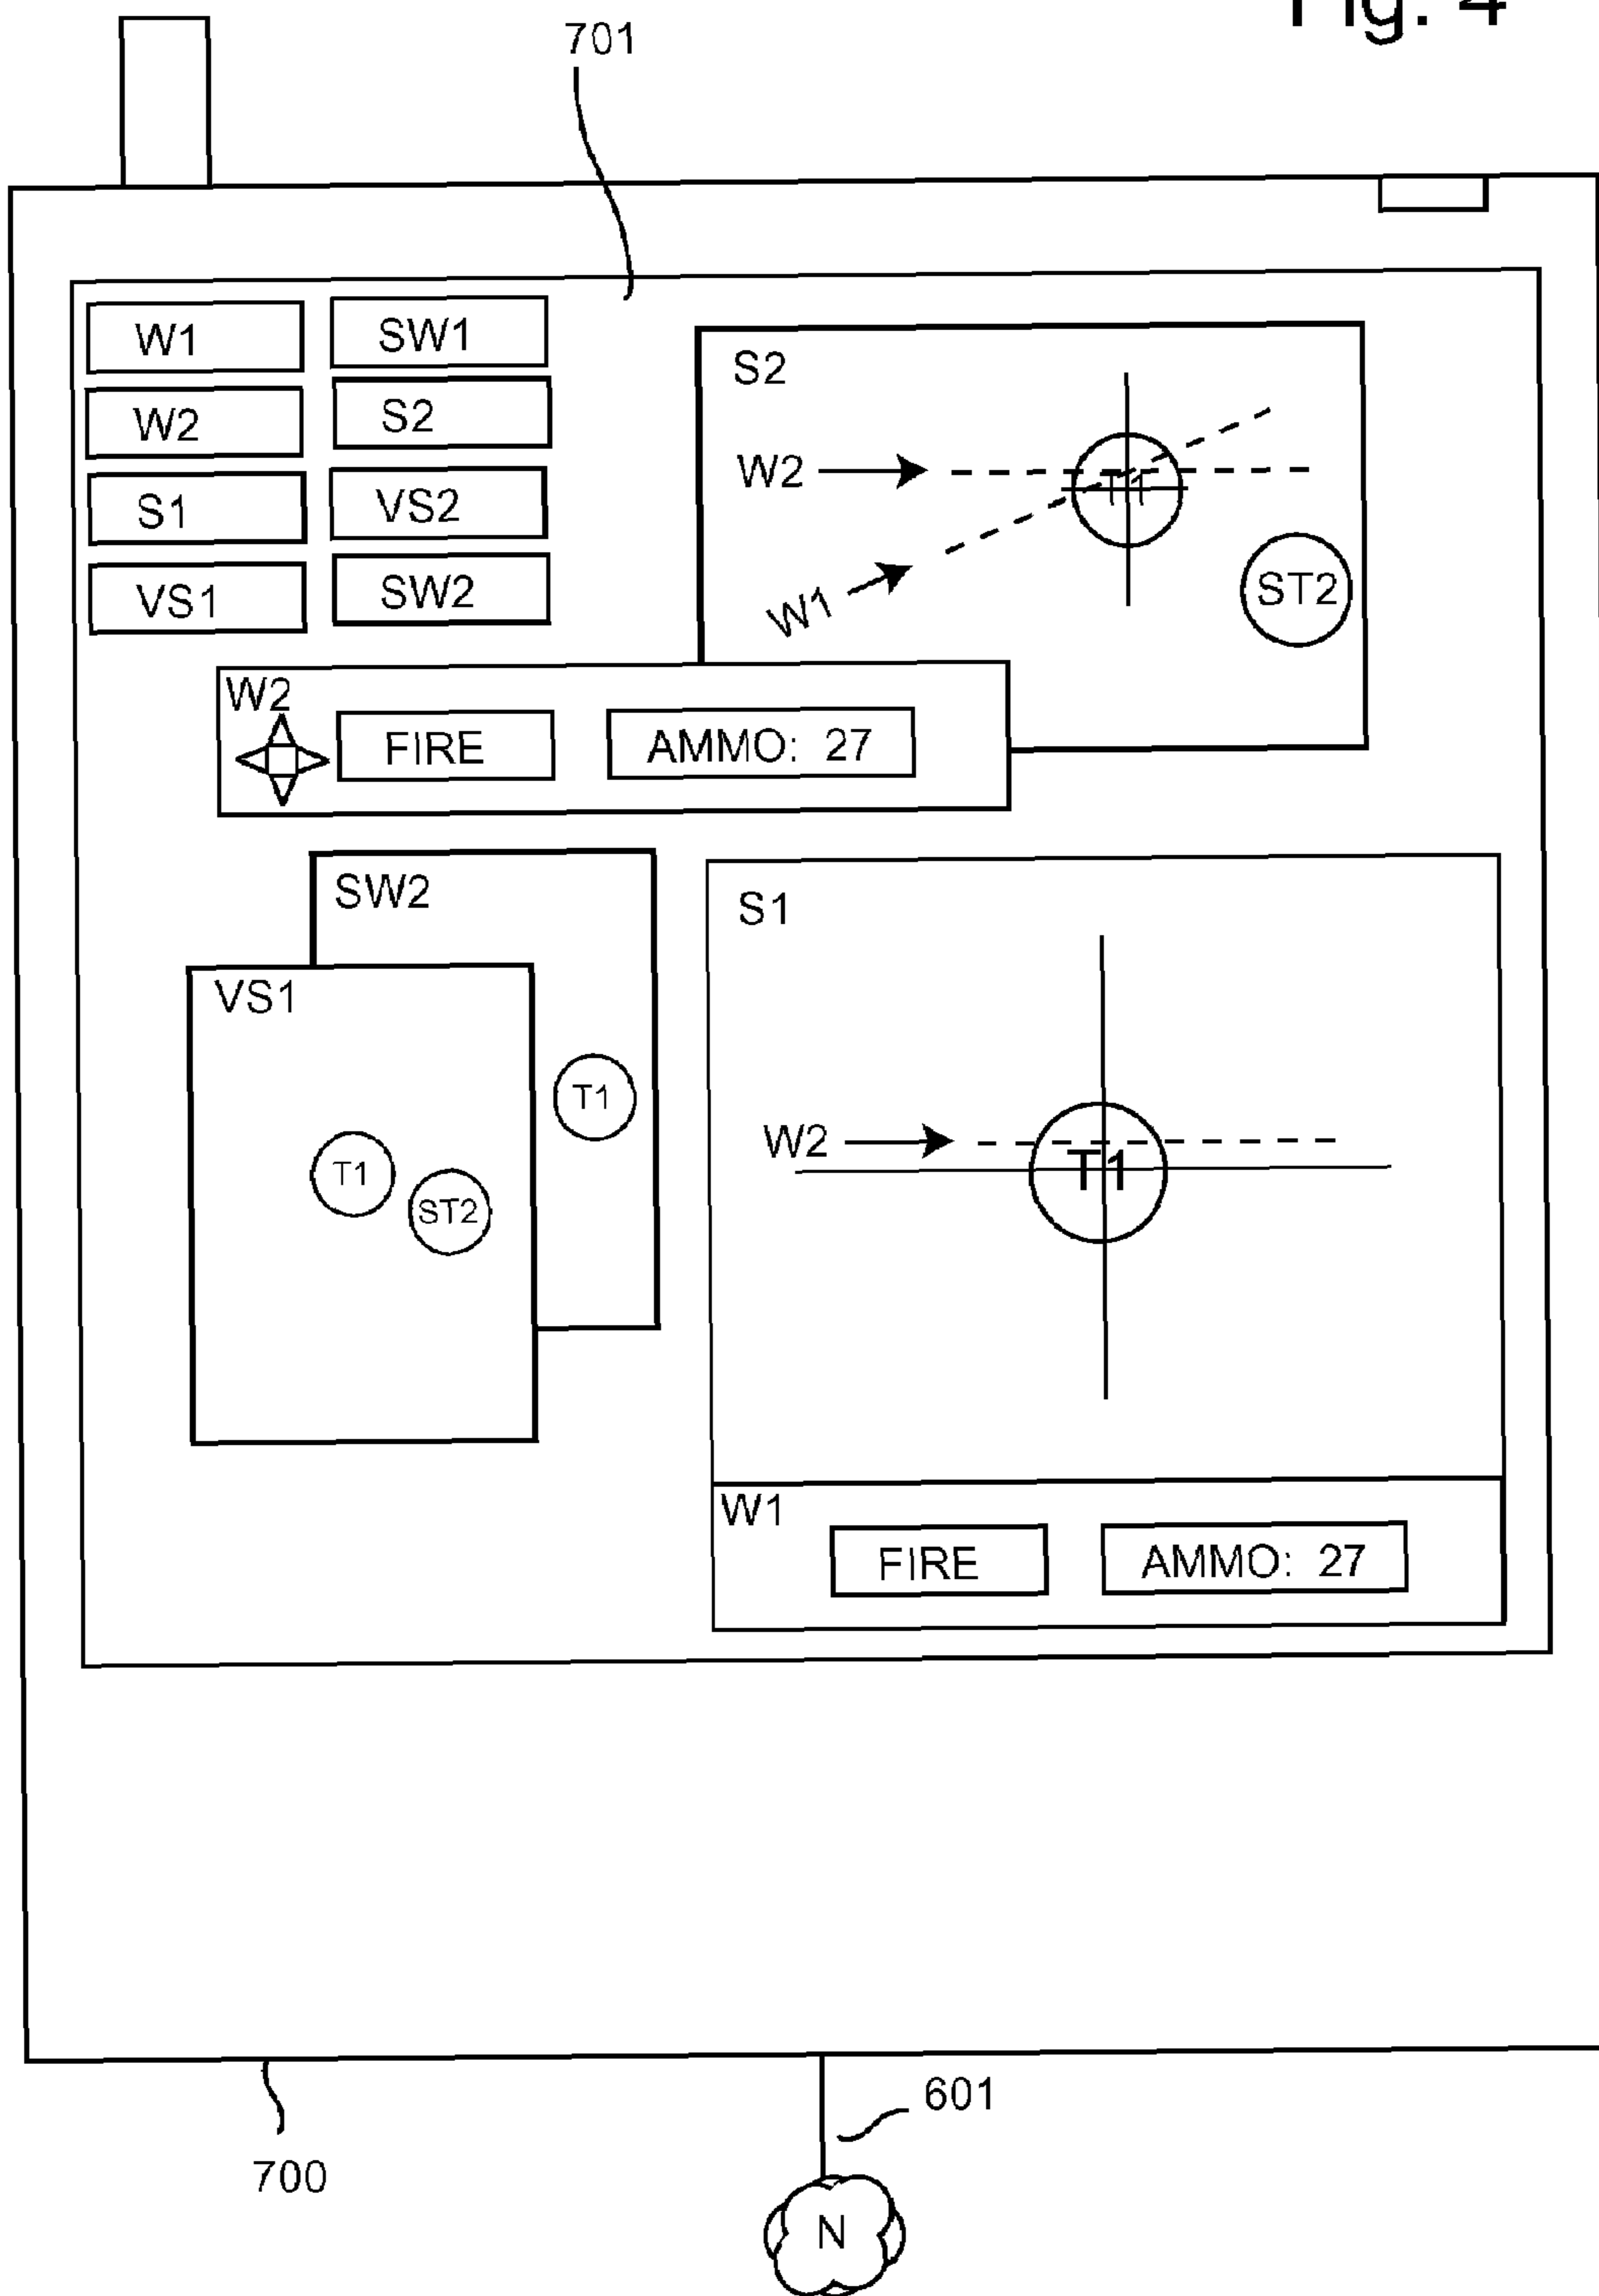 Fig. 4
701
W1
SW1
W2
S2
S1
VS2
VS1
SW2
S2
W2
T1
W1
ST2
W2
FIRE
AMMO: 27
SW2
T1
VS1
T1
ST2
S1
W2
T1
W1
FIRE
AMMO: 27
700
601
N